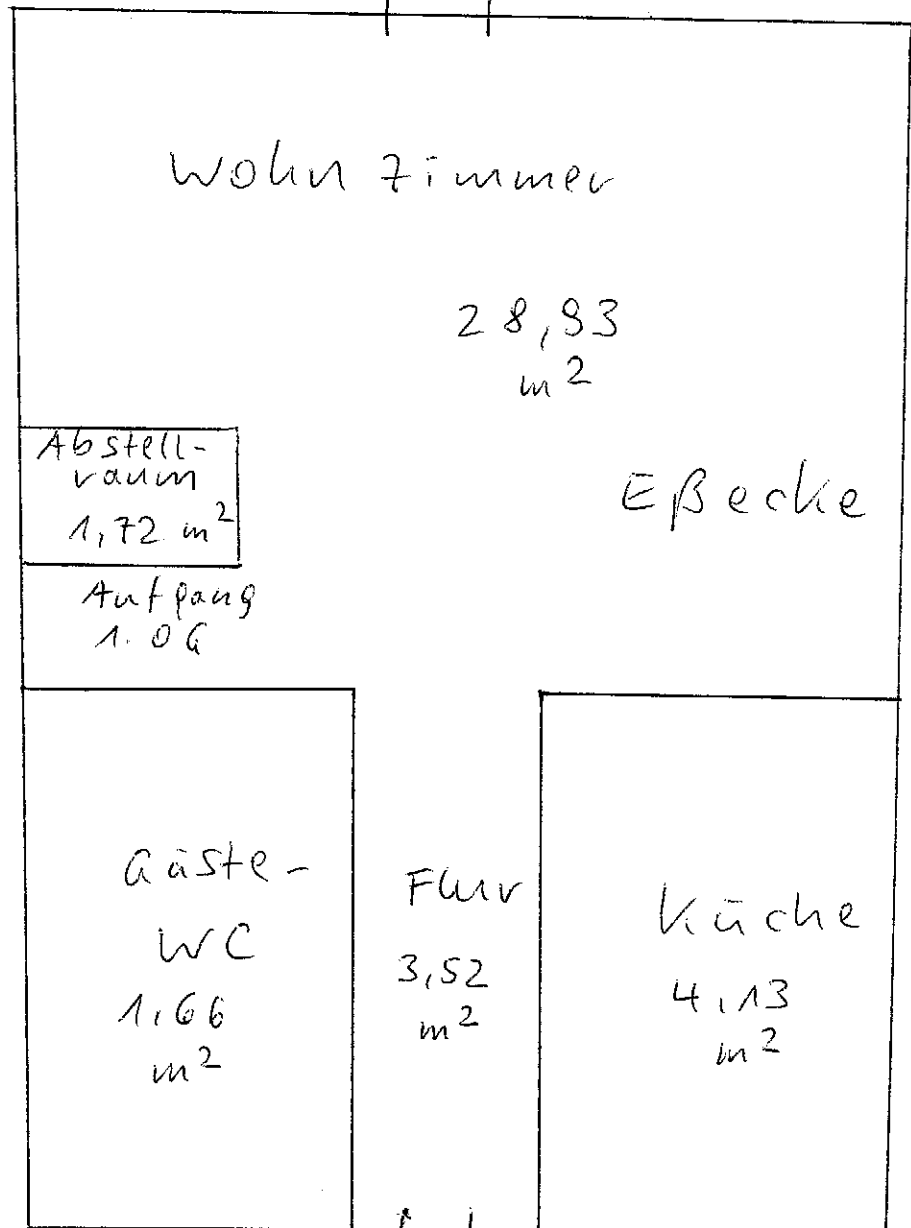 Wohnzimmer
28,93
m²
Abstell-
raum
1,72 m²
Eßecke
Aufgang
1. OG
Gäste-
WC
1,66
m²
Flur
3,52
m²
Küche
4,13
m²